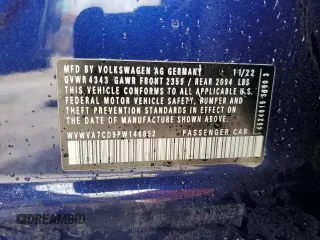 MFD BY VOLKSWAGEN AG GERMANY 11/22
GVWR 4343 GAWR FRONT 2359 / REAR 2094 LBS
THIS VEHICLE CONFORMS TO ALL APPLICABLE U.S.
FEDERAL MOTOR VEHICLE SAFETY, BUMPER AND
THEFT PREVENTION STANDARDS IN EFFECT ON
THE DATE OF MANUFACTURE SHOWN ABOVE.
PASSENGER CAR
DREAMBID